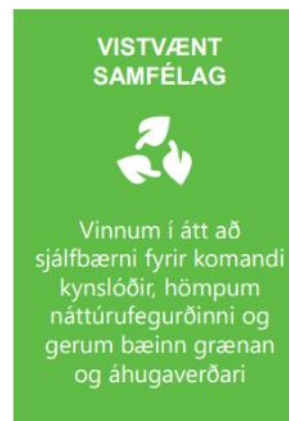 VISTVÆNT
SAMFÉLAG
Vinnum í átt að
sjálfbærni fyrir komandi
kynslóðir, hömpum
náttúrufegurðinni og
gerum bæinn grænan
og áhugaverðari